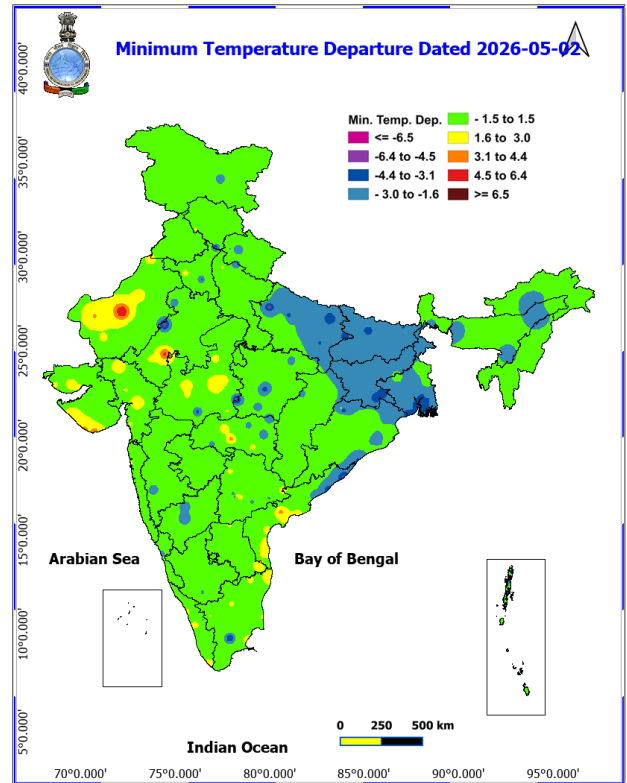 Minimum Temperature Departure Dated 2026-05-02
Min. Temp. Dep.
<= -6.5
-6.4 to -4.5
-4.4 to -3.1
- 3.0 to -1.6
- 1.5 to 1.5
1.6 to 3.0
3.1 to 4.4
4.5 to 6.4
>= 6.5
40°0.000'
35°0.000'
30°0.000'
25°0.000'
20°0.000'
15°0.000'
10°0.000'
5°0.000'
Arabian Sea
Bay of Bengal
Indian Ocean
0 250 500 km
70°0.000' 75°0.000' 80°0.000' 85°0.000' 90°0.000' 95°0.000'